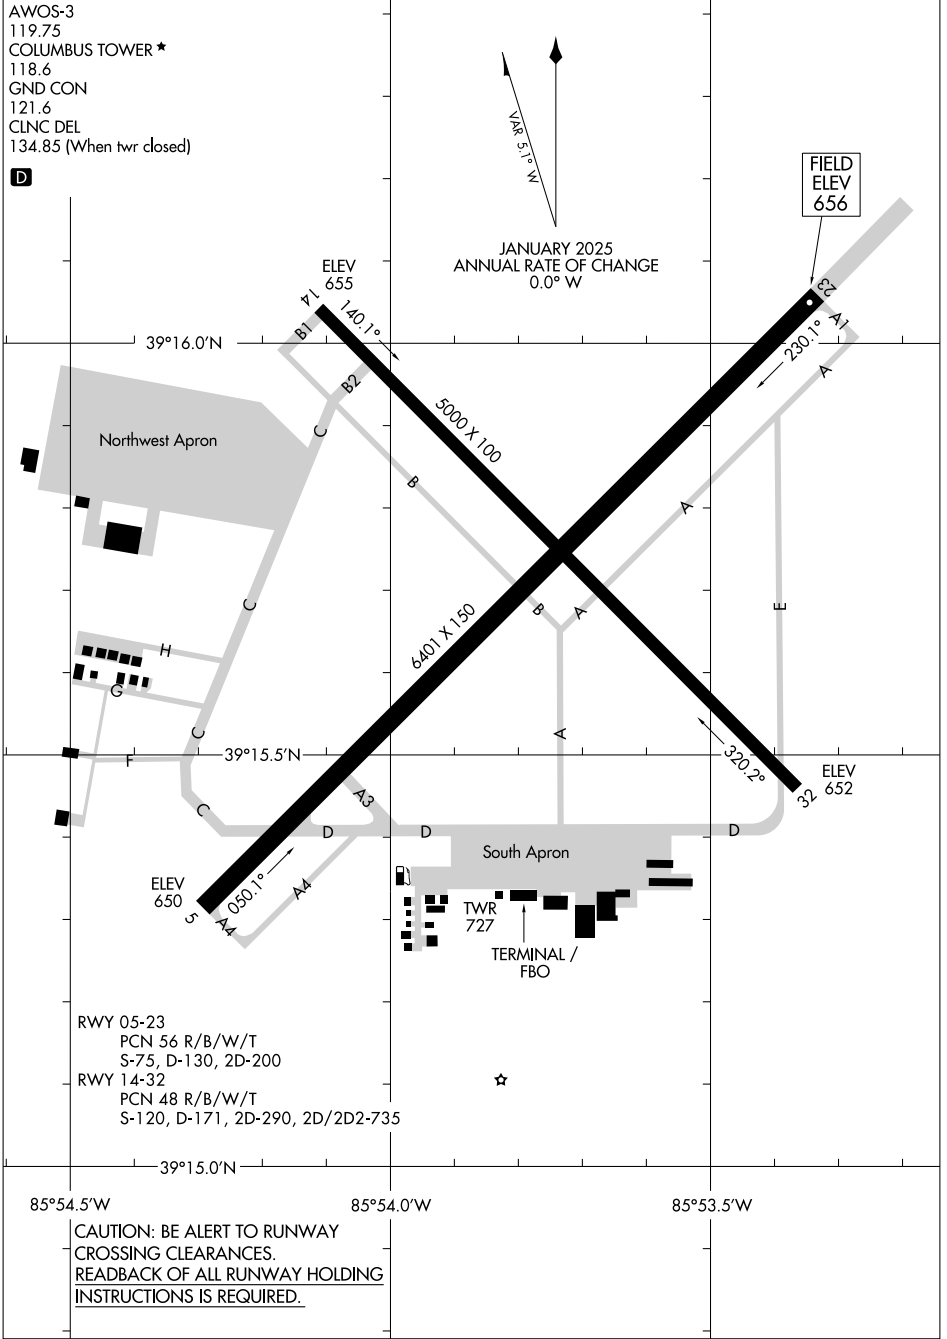 AWOS-3
119.75
COLUMBUS TOWER ★
118.6
GND CON
121.6
CLNC DEL
134.85 (When twr closed)
D
VAR 5.1° W
JANUARY 2025
ANNUAL RATE OF CHANGE
0.0° W
FIELD
ELEV
656
ELEV
655
14
140.1°
B1
23
A1
230.1°
A
39°16.0'N
B2
C
5000 X 100
Northwest Apron
B
A
C
B
A
E
6401 X 150
H
G
C
A
F
39°15.5'N
320.2°
ELEV
652
32
A3
C
D
D
D
South Apron
ELEV
650
050.1°
A4
5
A4
TWR
727
TERMINAL /
FBO
RWY 05-23
PCN 56 R/B/W/T
S-75, D-130, 2D-200
RWY 14-32
PCN 48 R/B/W/T
S-120, D-171, 2D-290, 2D/2D2-735
39°15.0'N
85°54.5'W
85°54.0'W
85°53.5'W
CAUTION: BE ALERT TO RUNWAY
CROSSING CLEARANCES.
READBACK OF ALL RUNWAY HOLDING
INSTRUCTIONS IS REQUIRED.